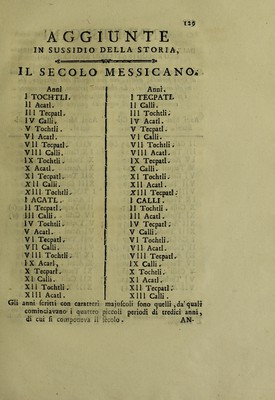 129
AGGIUNTE
IN SUSSIDIO DELLA STORIA,
IL SECOLO MESSICANO.
Anni
I TOCHTLI.
II Acatl.
III Tecpatl.
IV Calli.
V Tochtli.
VI Acatl.
VII Tecpatl.
VIII Calli.
IX Tochtli.
X Acatl.
XI Tecpatl.
XII Calli.
XIII Tochtli.
I ACATL.
II Tecpatl.
III Calli.
IV Tochtli.
V Acatl.
VI Tecpatl.
VII Calli.
VIII Tochtli.
IX Acatl.
X Tecpatl.
XI Calli.
XII Tochtli.
XIII Acatl.
Anni.
I TECPATL
II Calli.
III Tochtli.
IV Acatl.
V Tecpatl.
VI Calli.
VII Tochtli.
VIII Acatl.
IX Tecpatl.
X Calli.
XI Tochtli.
XII Acatl.
XIII Tecpatl.
I CALLI.
II Tochtli.
III Acatl.
IV Tecpatl.
V Calli.
VI Tochtli.
VII Acatl.
VIII Tecpatl.
IX Calli.
X Tochtli.
XI Acatl.
XII Tecpatl.
XIII Calli.
Gli anni scritti con caratteri majuscoli sono quelli, da' quali
cominciavano i quattro piccoli periodi di tredici anni,
di cui si componeva il secolo.
AN-